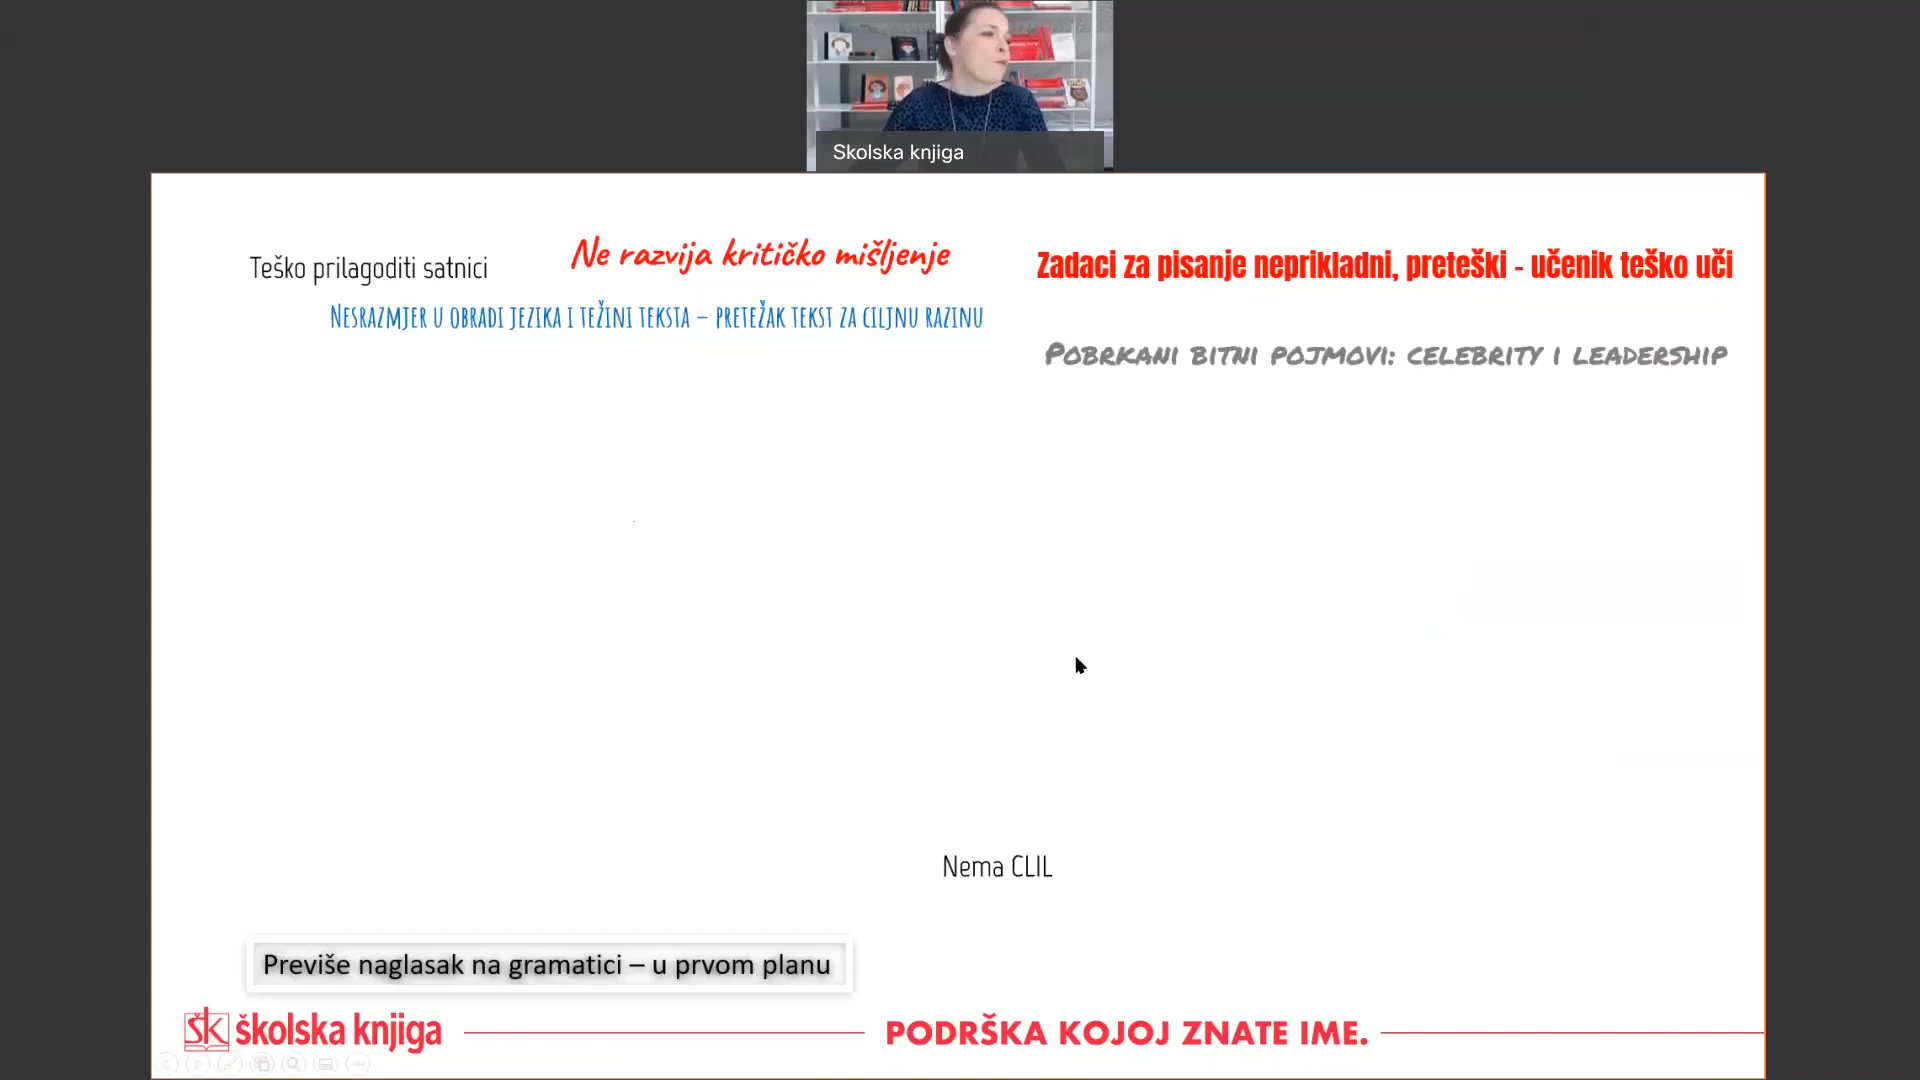 Skolska knjiga
Teško prilagoditi satnici
Ne razvija kritičko mišljenje
Zadaci za pisanje neprikladni, preteški - učenik teško uči
Nesrazmjer u obradi jezika i težini teksta – pretežak tekst za ciljnu razinu
Pobrkani bitni pojmovi: celebrity i leadership
Nema CLIL
Previše naglasak na gramatici – u prvom planu
šk školska knjiga
PODRŠKA KOJOJ ZNATE IME.